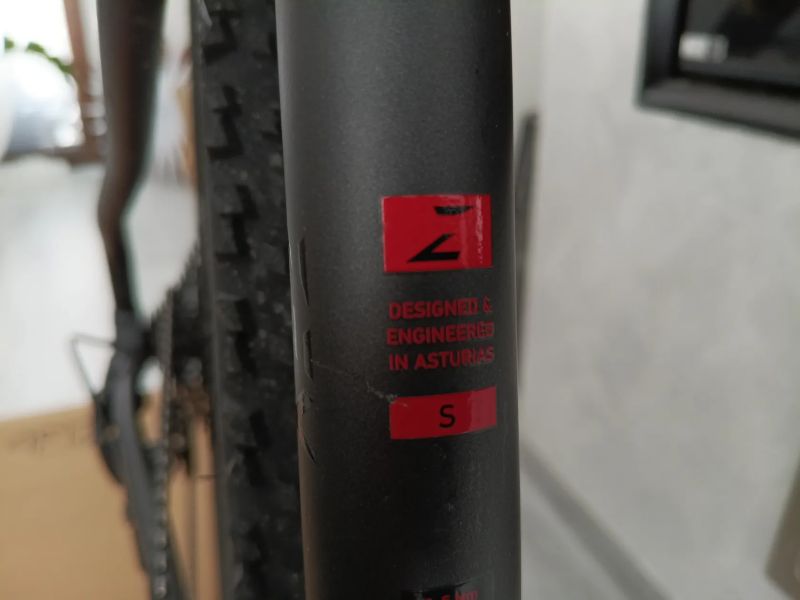 DESIGNED &
ENGINEERED
IN ASTURIAS
S